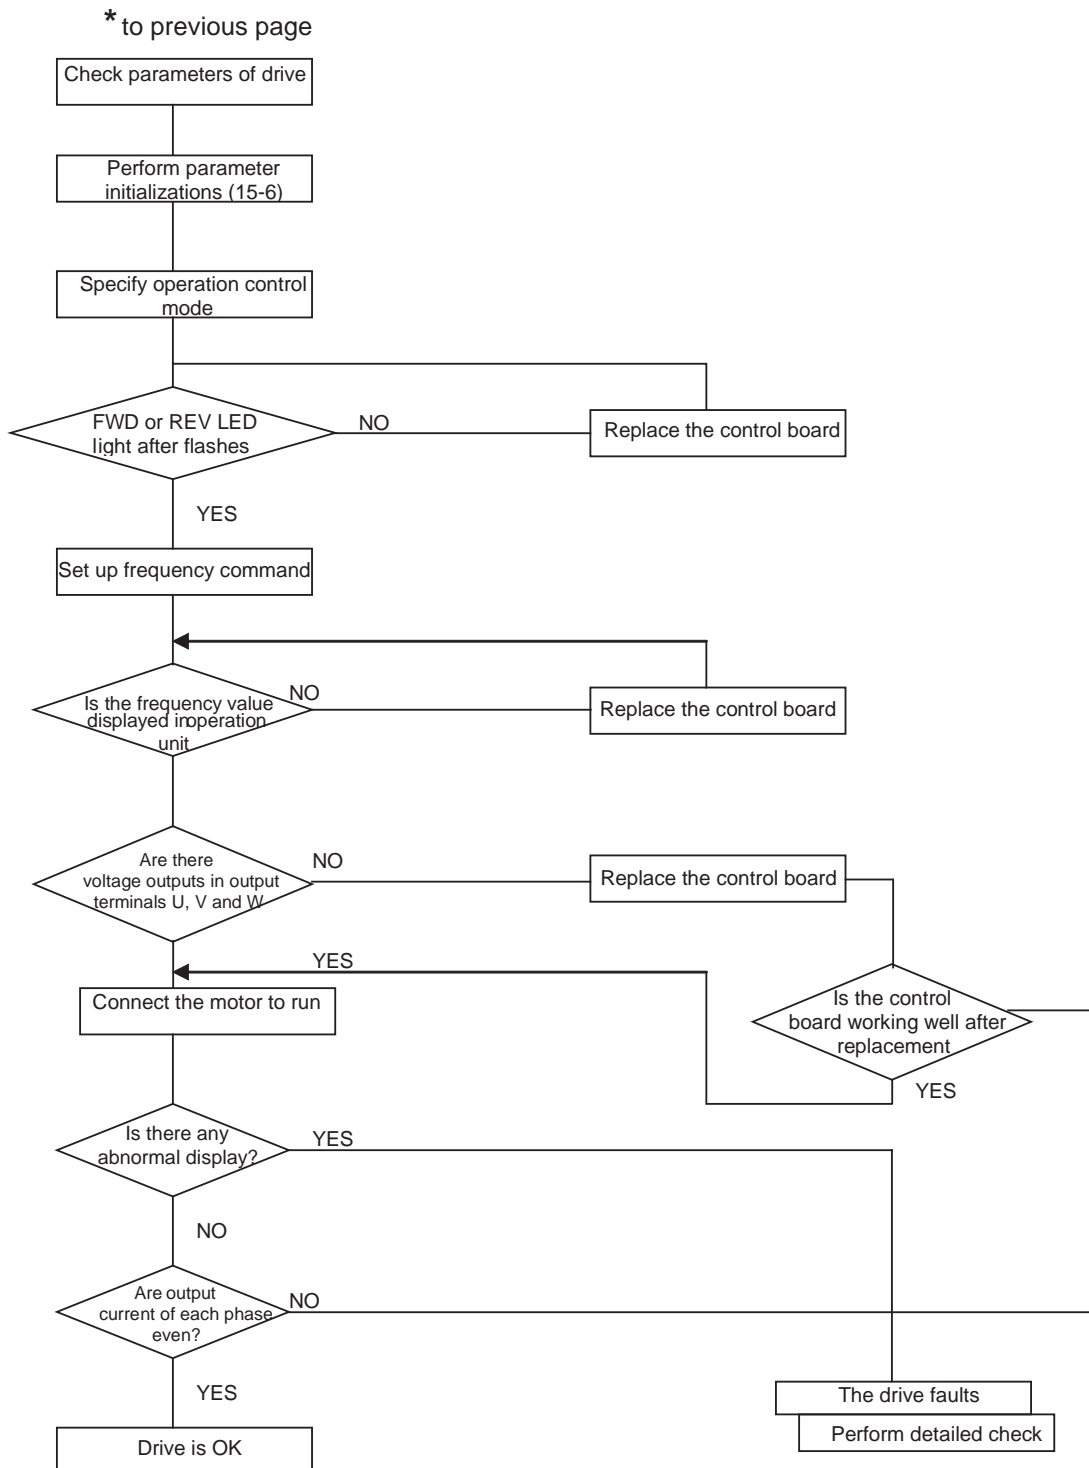 * to previous page
Check parameters of drive
Perform parameter
initializations (15-6)
Specify operation control
mode
FWD or REV LED
light after flashes
NO
Replace the control board
YES
Set up frequency command
Is the frequency value
displayed inoperation
unit
NO
Replace the control board
Are there
voltage outputs in output
terminals U, V and W
NO
Replace the control board
YES
Connect the motor to run
Is the control
board working well after
replacement
YES
Is there any
abnormal display?
YES
NO
Are output
current of each phase
even?
NO
YES
The drive faults
Perform detailed check
Drive is OK